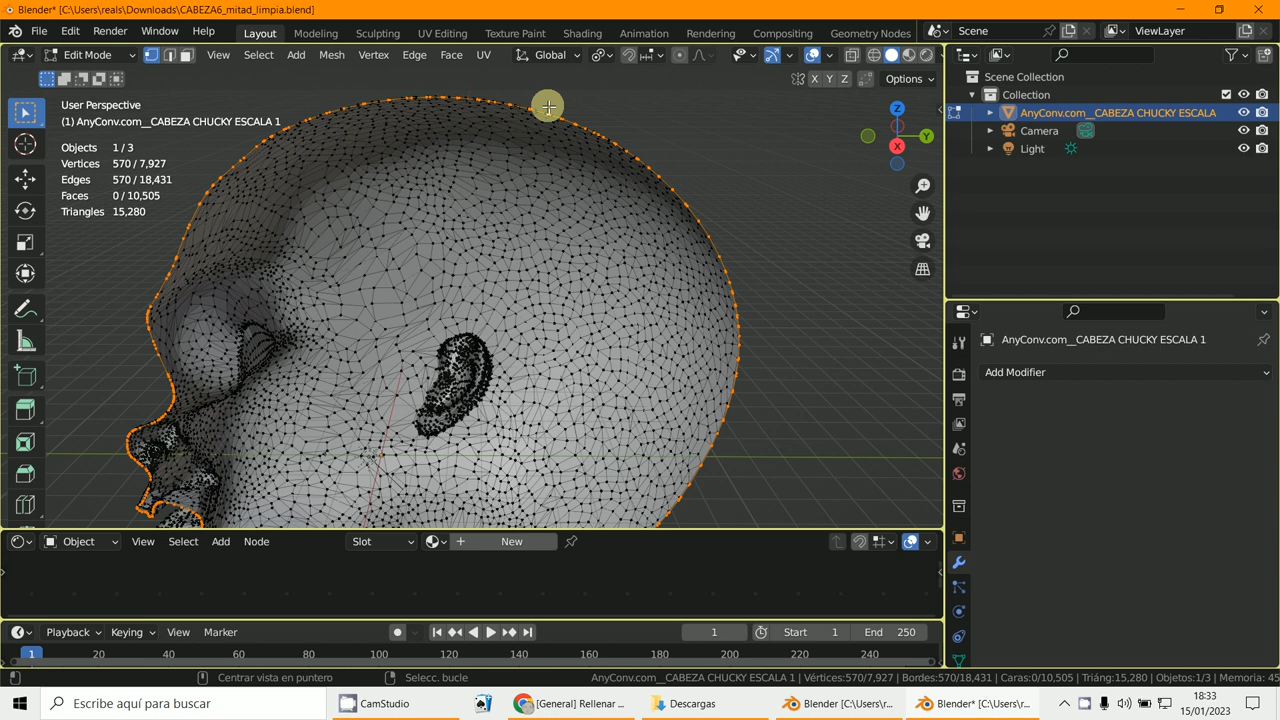 Blender* [C:\Users\reals\Downloads\CABEZA6_mitad_limpia.blend]
File Edit Render Window Help Layout Modeling Sculpting UV Editing Texture Paint Shading Animation Rendering Compositing Geometry Nodes Scene ViewLayer
Edit Mode View Select Add Mesh Vertex Edge Face UV Global
X Y Z Options
User Perspective
(1) AnyConv.com__CABEZA CHUCKY ESCALA 1
Objects 1 / 3
Vertices 570 / 7,927
Edges 570 / 18,431
Faces 0 / 10,505
Triangles 15,280
Z
Y
X
Scene Collection
Collection
AnyConv.com__CABEZA CHUCKY ESCALA
Camera
Light
AnyConv.com__CABEZA CHUCKY ESCALA 1
Add Modifier
Object View Select Add Node Slot New
Playback Keying View Marker 1 Start 1 End 250
1 20 40 60 80 100 120 140 160 180 200 220 240
Centrar vista en puntero Selecc. bucle AnyConv.com__CABEZA CHUCKY ESCALA 1 | Vértices:570/7,927 | Bordes:570/18,431 | Caras:0/10,505 | Triáng:15,280 | Objetos:1/3 | Memoria: 45
Escribe aquí para buscar CamStudio [General] Rellenar ... Descargas Blender [C:\Users\r... Blender* [C:\Users\r...
18:33
15/01/2023